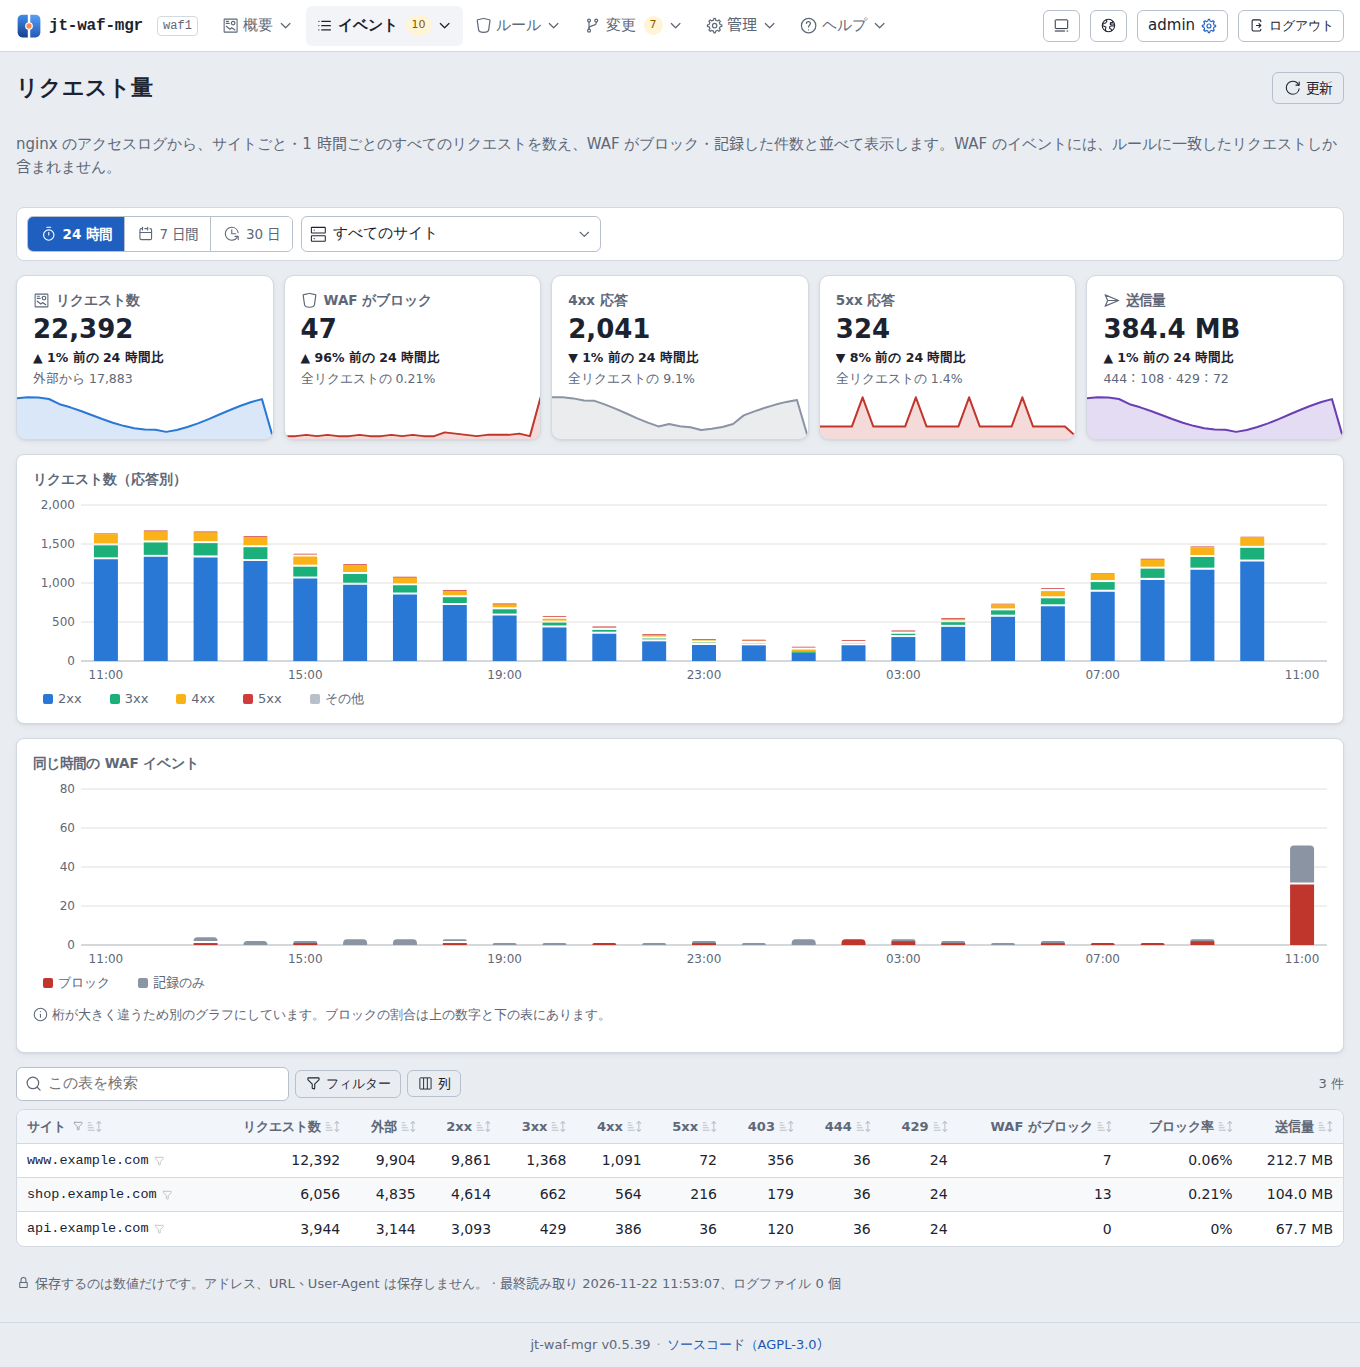 jt-waf-mgr waf1 概要 イベント 10 ルール 変更 7 管理 ヘルプ admin ログアウト
リクエスト量 更新
nginx のアクセスログから、サイトごと・1 時間ごとのすべてのリクエストを数え、WAF がブロック・記録した件数と並べて表示します。WAF のイベントには、ルールに一致したリクエストしか
含まれません。
24 時間 7 日間 30 日 すべてのサイト
リクエスト数 WAF がブロック 4xx 応答 5xx 応答 送信量
22,392 47 2,041 324 384.4 MB
▲ 1% 前の 24 時間比 ▲ 96% 前の 24 時間比 ▼ 1% 前の 24 時間比 ▼ 8% 前の 24 時間比 ▲ 1% 前の 24 時間比
外部から 17,883 全リクエストの 0.21% 全リクエストの 9.1% 全リクエストの 1.4% 444：108 · 429：72
リクエスト数（応答別）
2,000
1,500
1,000
500
0
11:00 15:00 19:00 23:00 03:00 07:00 11:00
2xx 3xx 4xx 5xx その他
同じ時間の WAF イベント
80
60
40
20
0
11:00 15:00 19:00 23:00 03:00 07:00 11:00
ブロック 記録のみ
桁が大きく違うため別のグラフにしています。ブロックの割合は上の数字と下の表にあります。
この表を検索 フィルター 列 3 件
サイト リクエスト数 外部 2xx 3xx 4xx 5xx 403 444 429 WAF がブロック ブロック率 送信量
www.example.com 12,392 9,904 9,861 1,368 1,091 72 356 36 24 7 0.06% 212.7 MB
shop.example.com 6,056 4,835 4,614 662 564 216 179 36 24 13 0.21% 104.0 MB
api.example.com 3,944 3,144 3,093 429 386 36 120 36 24 0 0% 67.7 MB
保存するのは数値だけです。アドレス、URL、User-Agent は保存しません。 · 最終読み取り 2026-11-22 11:53:07、ログファイル 0 個
jt-waf-mgr v0.5.39 · ソースコード（AGPL-3.0）